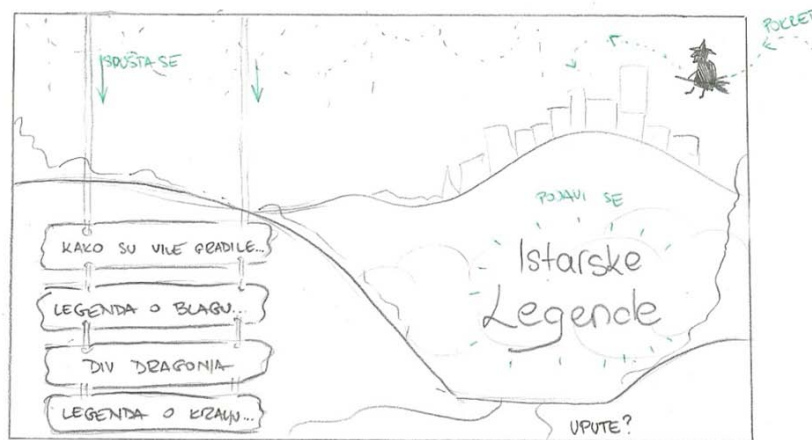 POKRET
SPUŠTA SE
POJAVI SE
KAKO SU VILE GRADILE...
Istarske
Legende
LEGENDA O BLAGU...
DIV DRAGONJA
LEGENDA O KRALJU...
UPUTE?